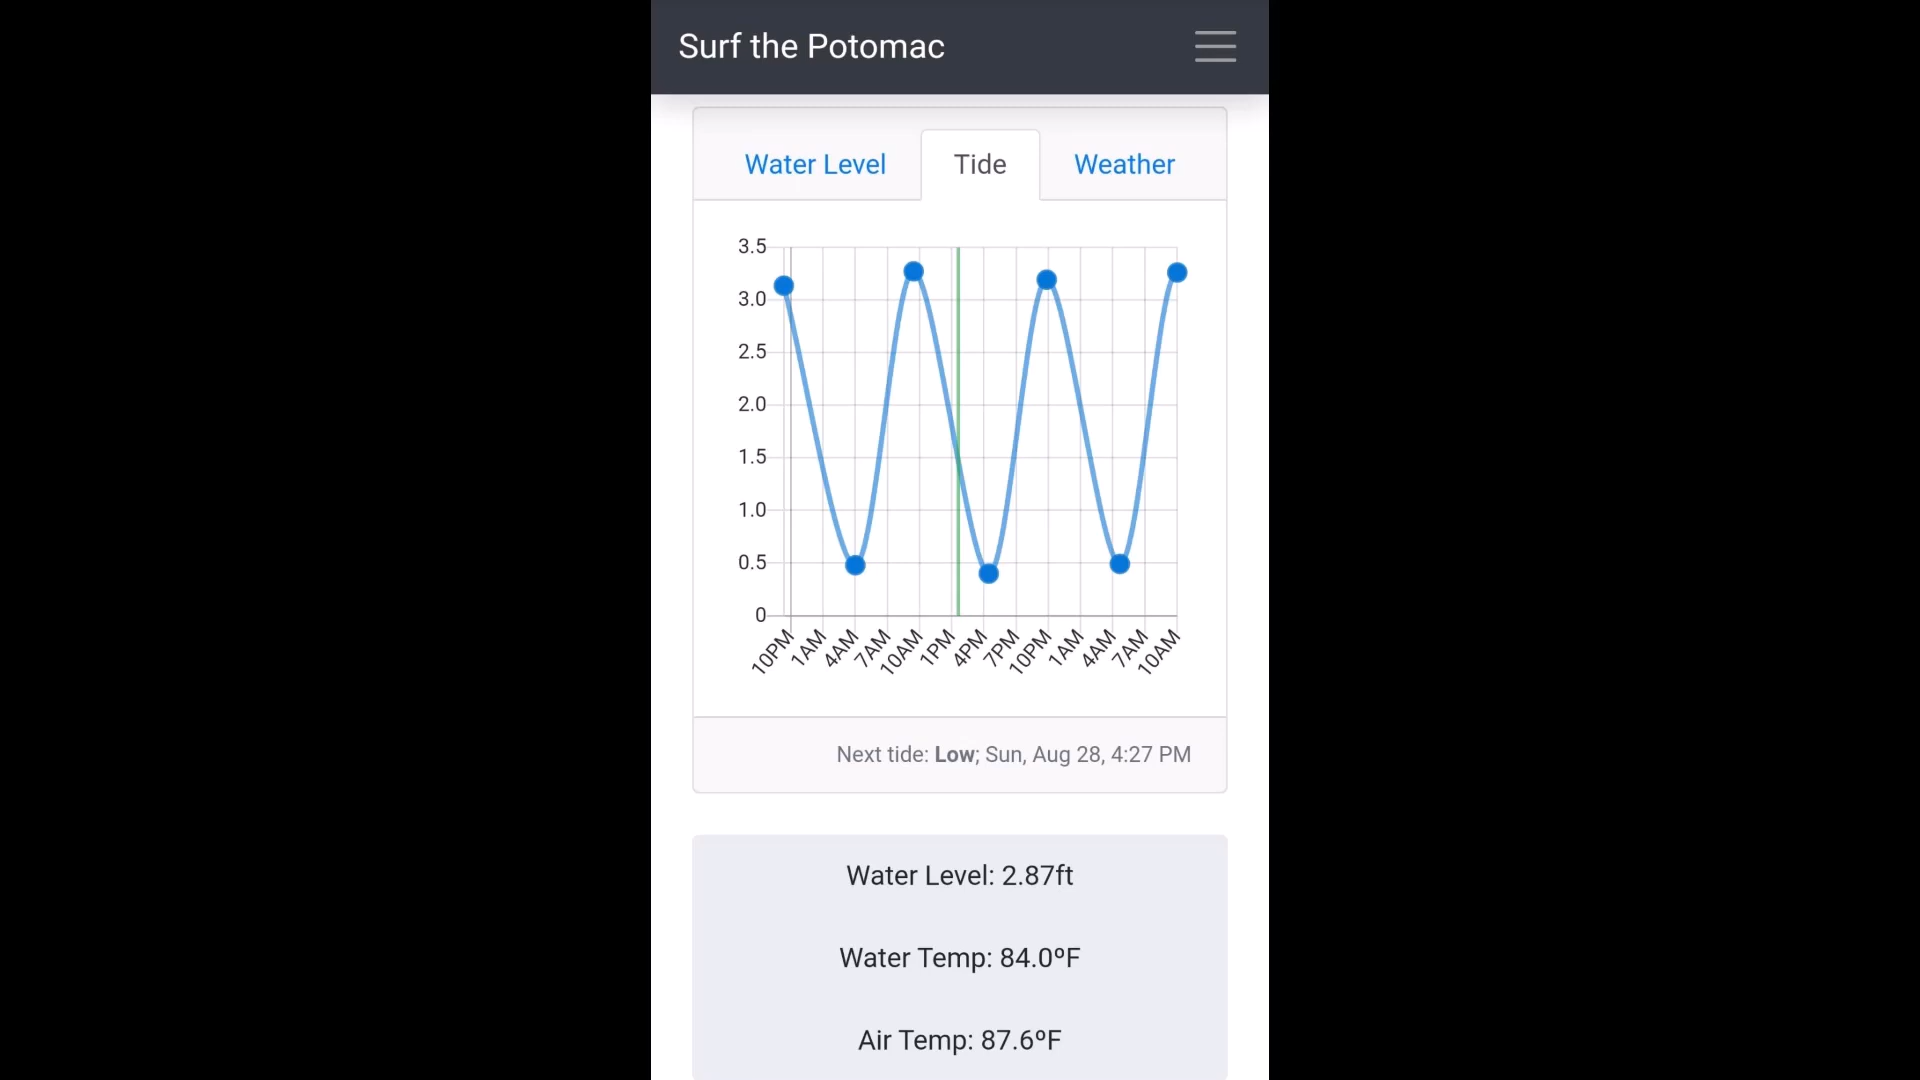 Surf the Potomac
Water Level
Tide
Weather
3.5
3.0
2.5
2.0
1.5
1.0
0.5
0
10PM
1AM
4AM
7AM
10AM
1PM
4PM
7PM
10PM
1AM
4AM
7AM
10AM
Next tide: Low; Sun, Aug 28, 4:27 PM
Water Level: 2.87ft
Water Temp: 84.0ºF
Air Temp: 87.6ºF